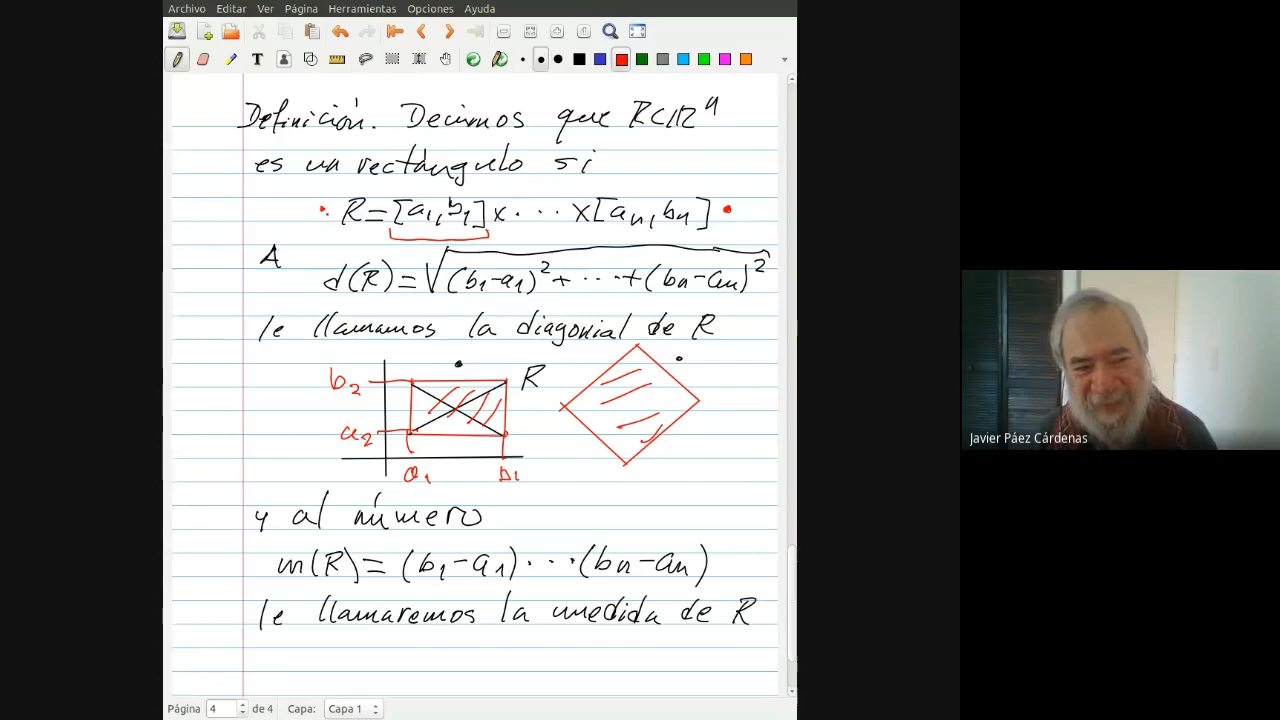 Archivo Editar Ver Página Herramientas Opciones Ayuda
Definición. Decimos que R⊂ℝⁿ
es un rectángulo si
R=[a₁,b₁]×···×[aₙ,bₙ]
A
d(R)=√(b₁-a₁)²+···+(bₙ-aₙ)²
le llamamos la diagonial de R
b₂ R
a₂
a₁ b₁
y al número
m(R)=(b₁-a₁)···(bₙ-aₙ)
le llamaremos la medida de R
Javier Páez Cárdenas
Página 4 de 4 Capa: Capa 1